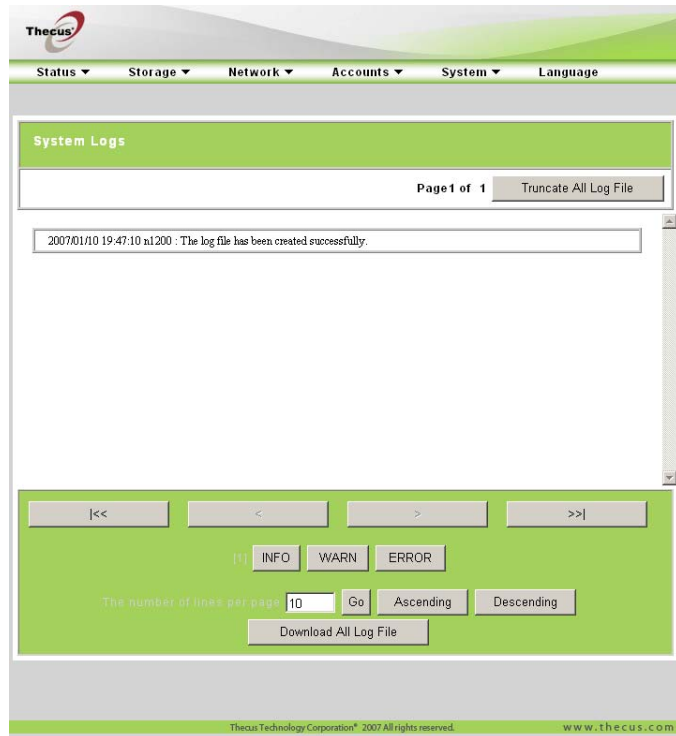 Thecus
Status ▼ Storage ▼ Network ▼ Accounts ▼ System ▼ Language
System Logs
Page1 of 1 Truncate All Log File
2007/01/10 19:47:10 n1200 : The log file has been created successfully.
|<< < > >>|
[1] INFO WARN ERROR
The number of lines per page 10 Go Ascending Descending
Download All Log File
Thecus Technology Corporation® 2007 All rights reserved. www.thecus.com